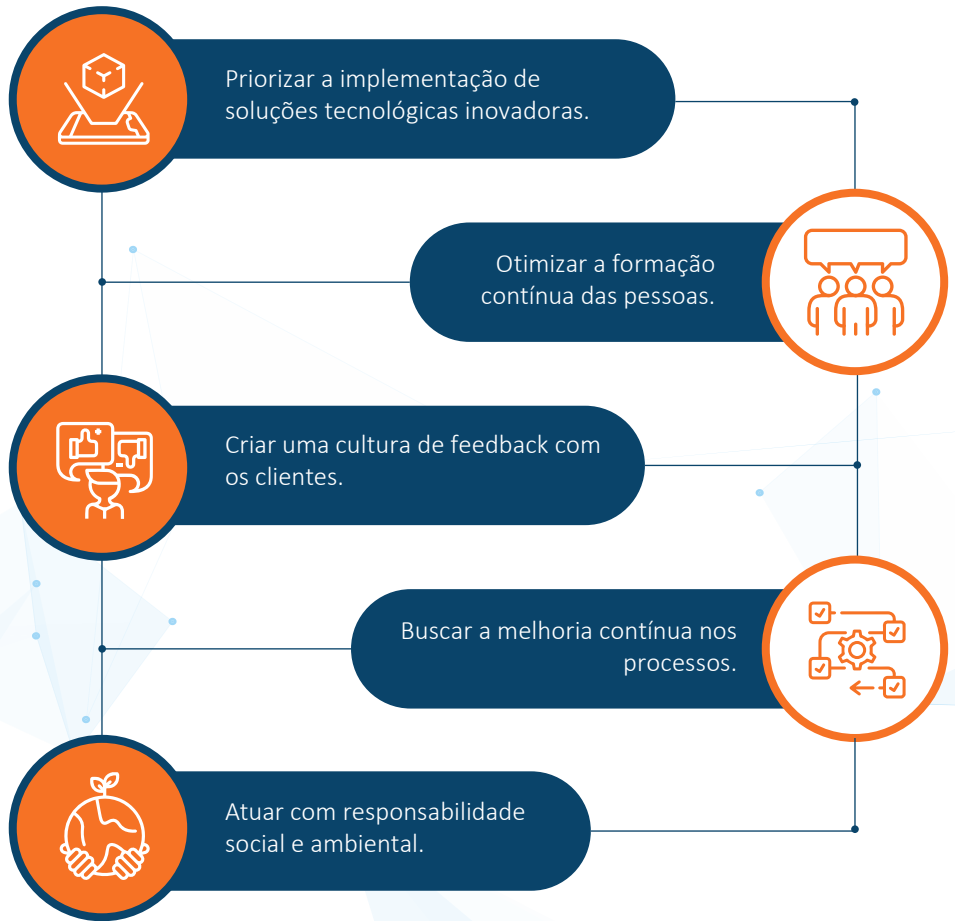 Priorizar a implementação de
soluções tecnológicas inovadoras.
Otimizar a formação
contínua das pessoas.
Criar uma cultura de feedback com
os clientes.
Buscar a melhoria contínua nos
processos.
Atuar com responsabilidade
social e ambiental.